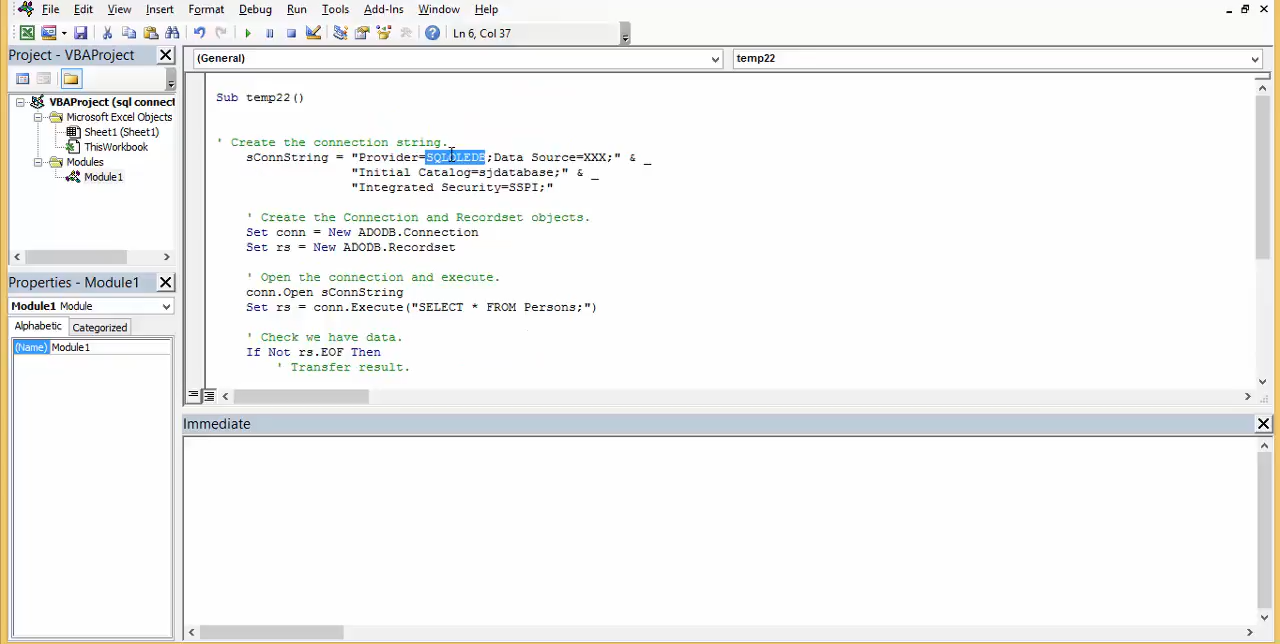 File Edit View Insert Format Debug Run Tools Add-Ins Window Help
Ln 6, Col 37
Project - VBAProject
(General)
temp22
VBAProject (sql connect
Microsoft Excel Objects
Sheet1 (Sheet1)
ThisWorkbook
Modules
Module1
Sub temp22()
' Create the connection string.
sConnString = "Provider=SQLOLEDB;Data Source=XXX;" & _
"Initial Catalog=sjdatabase;" & _
"Integrated Security=SSPI;"
' Create the Connection and Recordset objects.
Set conn = New ADODB.Connection
Set rs = New ADODB.Recordset
' Open the connection and execute.
conn.Open sConnString
Set rs = conn.Execute("SELECT * FROM Persons;")
' Check we have data.
If Not rs.EOF Then
' Transfer result.
Properties - Module1
Module1 Module
Alphabetic Categorized
(Name) Module1
Immediate